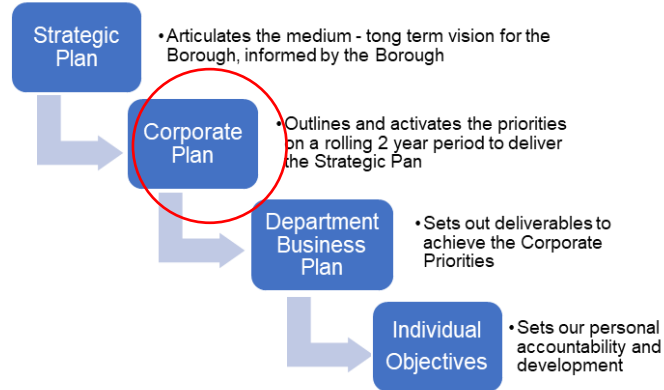 Strategic
Plan
•Articulates the medium - tong term vision for the
Borough, informed by the Borough
Corporate
Plan
•Outlines and activates the priorities
on a rolling 2 year period to deliver
the Strategic Pan
Department
Business
Plan
•Sets out deliverables to
achieve the Corporate
Priorities
Individual
Objectives
•Sets our personal
accountability and
development